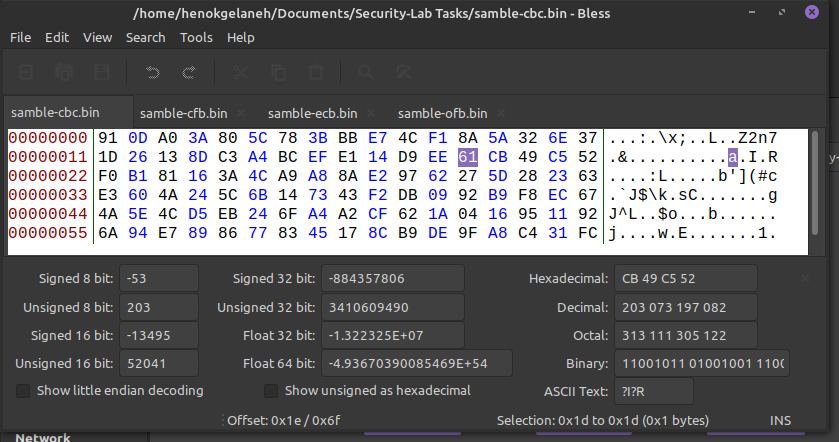 /home/henokgelaneh/Documents/Security-Lab Tasks/samble-cbc.bin - Bless
File Edit View Search Tools Help
samble-cbc.bin samble-cfb.bin samble-ecb.bin samble-ofb.bin
00000000 91 0D A0 3A 80 5C 78 3B BB E7 4C F1 8A 5A 32 6E 37 ...:.\x;..L..Z2n7
00000011 1D 26 13 8D C3 A4 BC EF E1 14 D9 EE 61 CB 49 C5 52 .&..........a.I.R
00000022 F0 B1 81 16 3A 4C A9 A8 8A E2 97 62 27 5D 28 23 63 ....:L.....b'](#c
00000033 E3 60 4A 24 5C 6B 14 73 43 F2 DB 09 92 B9 F8 EC 67 .`J$\k.sC.......g
00000044 4A 5E 4C D5 EB 24 6F A4 A2 CF 62 1A 04 16 95 11 92 J^L..$o...b......
00000055 6A 94 E7 89 86 77 83 45 17 8C B9 DE 9F A8 C4 31 FC j....w.E.......1.
Signed 8 bit: -53 Signed 32 bit: -884357806 Hexadecimal: CB 49 C5 52
Unsigned 8 bit: 203 Unsigned 32 bit: 3410609490 Decimal: 203 073 197 082
Signed 16 bit: -13495 Float 32 bit: -1.322325E+07 Octal: 313 111 305 122
Unsigned 16 bit: 52041 Float 64 bit: -4.93670390085469E+54 Binary: 11001011 01001001 1100
Show little endian decoding Show unsigned as hexadecimal ASCII Text: ?I?R
Offset: 0x1e / 0x6f Selection: 0x1d to 0x1d (0x1 bytes) INS
Network